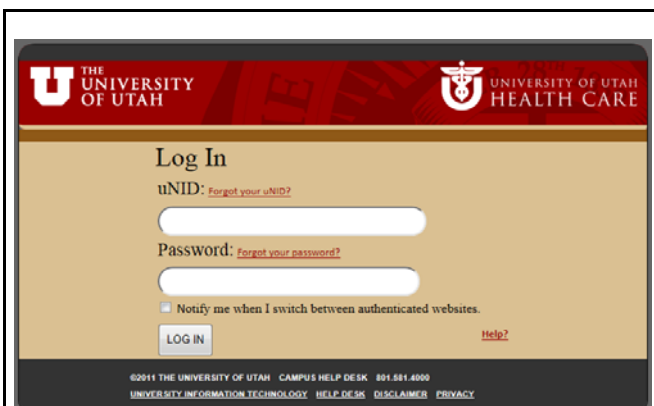 THE
UNIVERSITY
OF UTAH
UNIVERSITY OF UTAH
HEALTH CARE
Log In
uNID: Forgot your uNID?
Password: Forgot your password?
Notify me when I switch between authenticated websites.
LOG IN
Help?
©2011 THE UNIVERSITY OF UTAH CAMPUS HELP DESK 801.581.4000
UNIVERSITY INFORMATION TECHNOLOGY HELP DESK DISCLAIMER PRIVACY